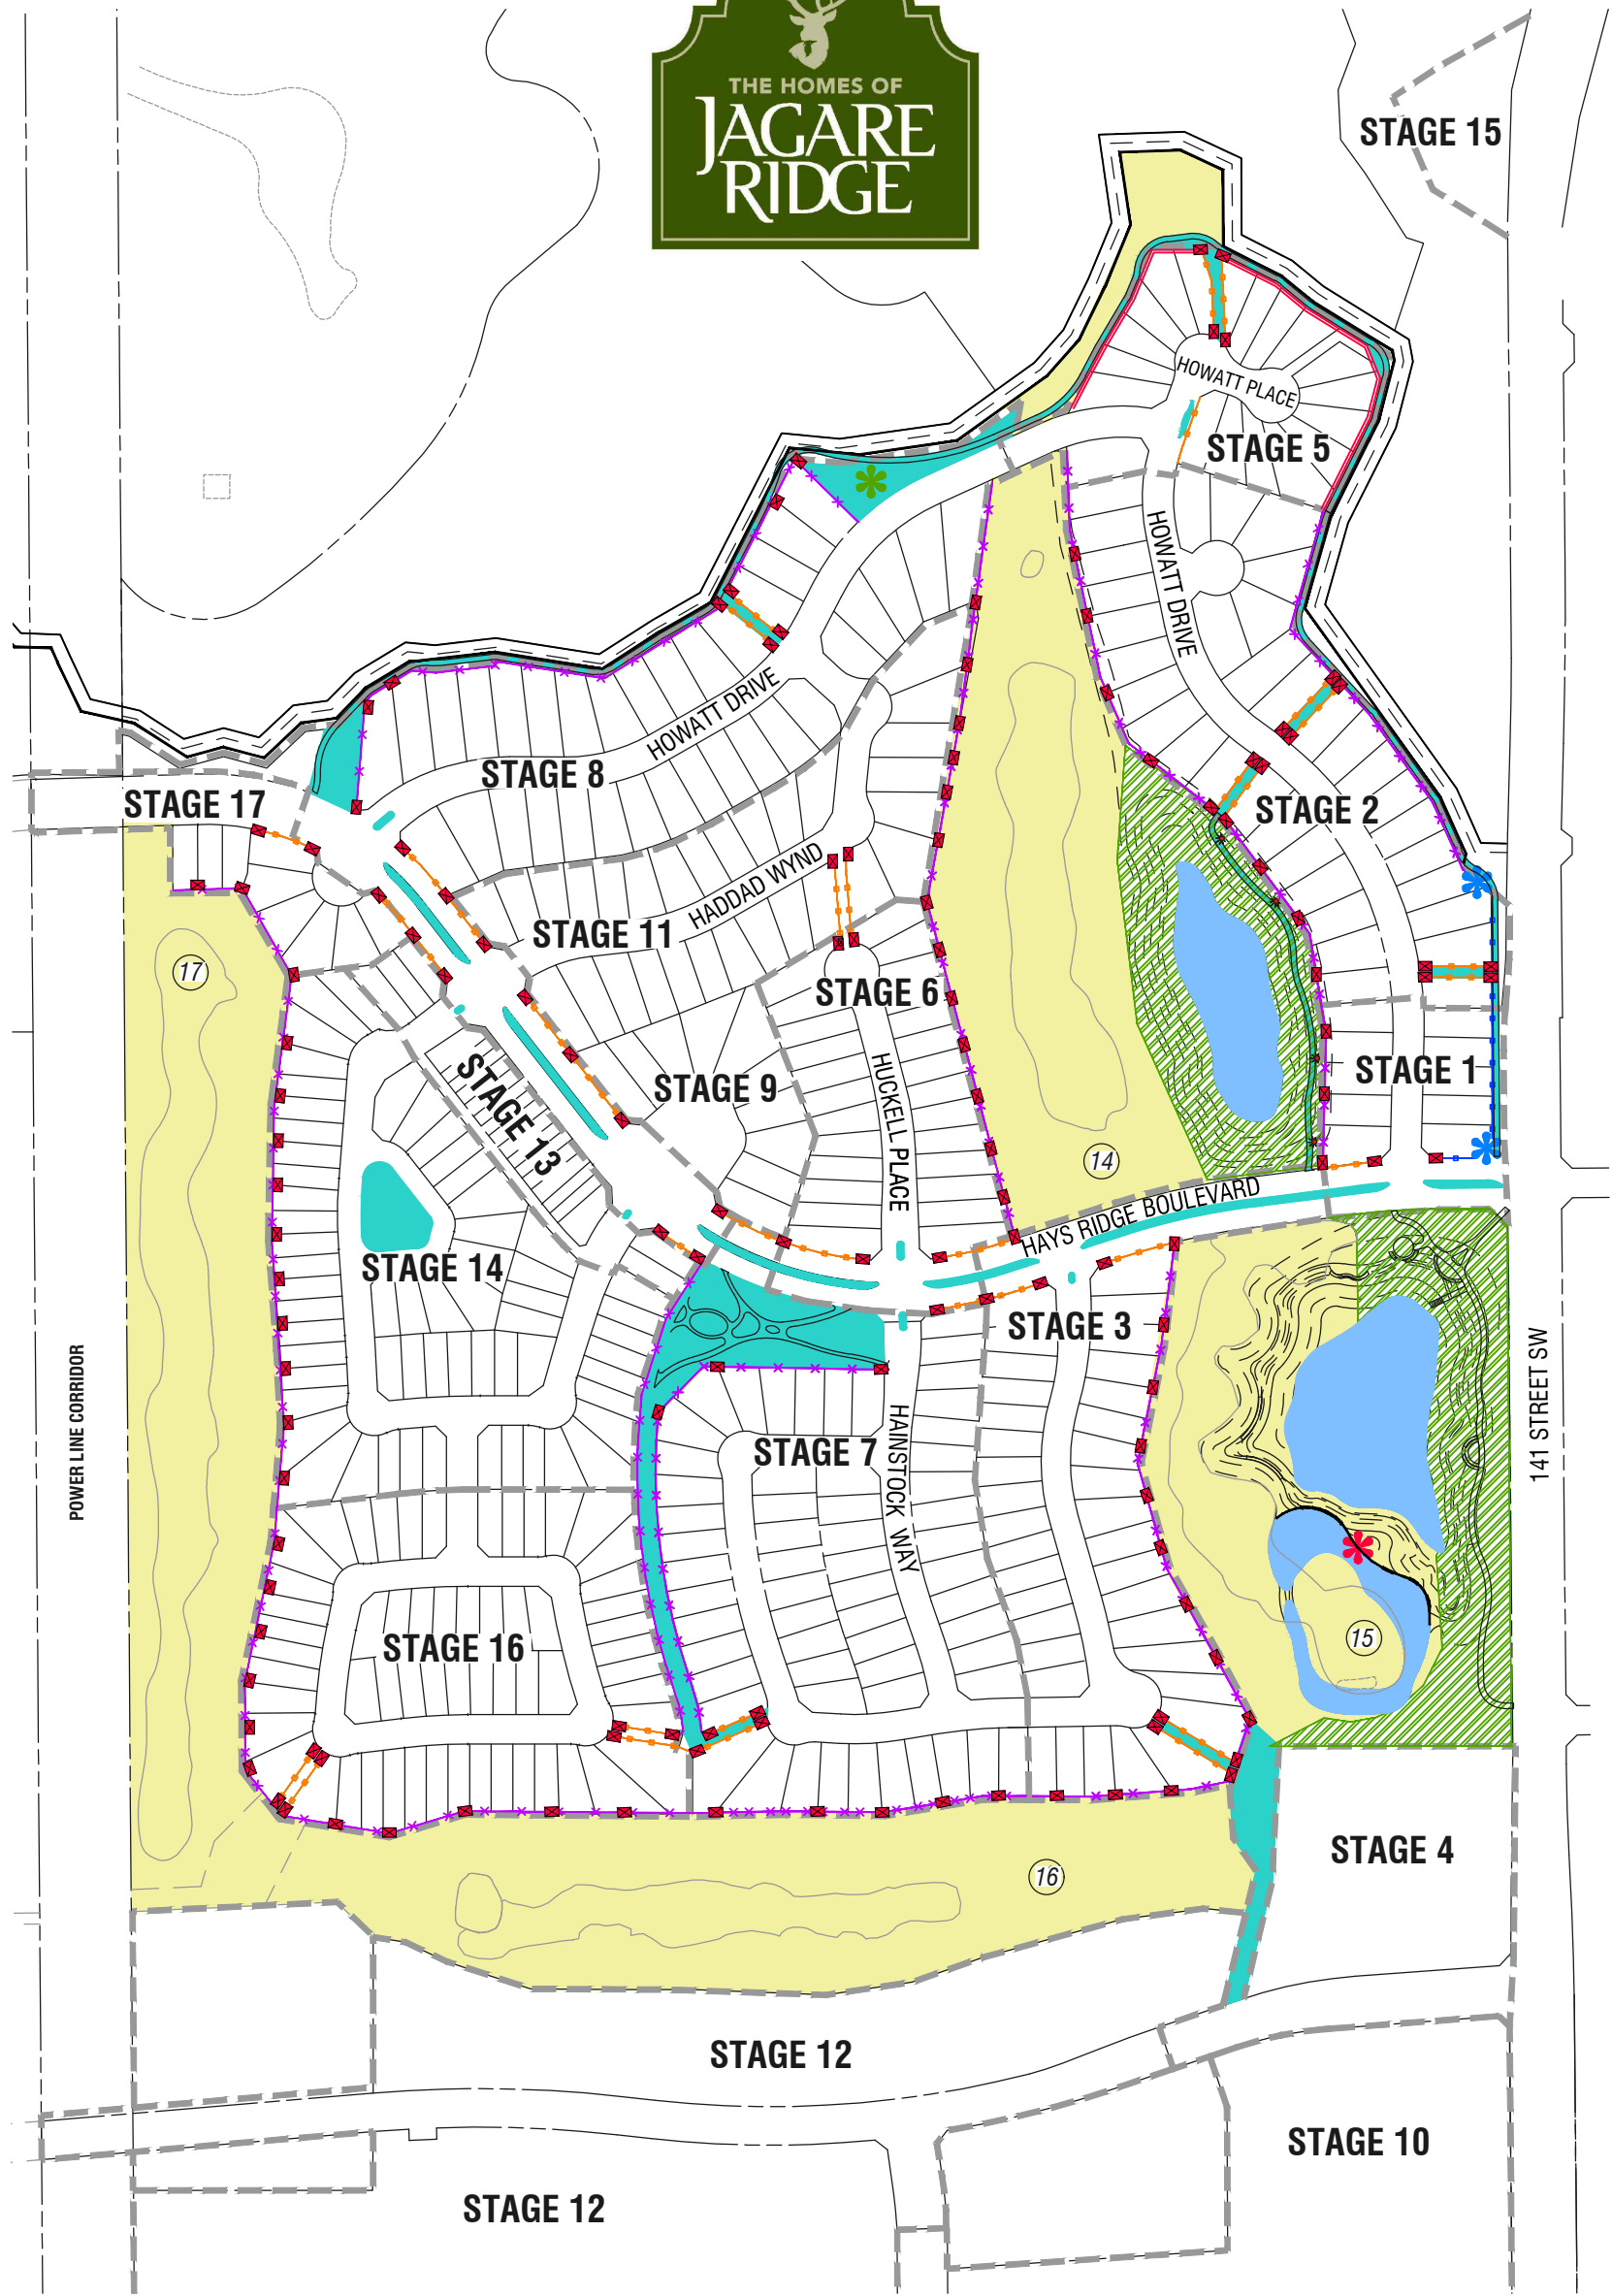 THE HOMES OF
JAGARE
RIDGE
STAGE 15
HOWATT PLACE
STAGE 5
HOWATT DRIVE
HOWATT DRIVE
STAGE 8
STAGE 17
STAGE 2
HADDAD WYND
STAGE 11
17
STAGE 6
STAGE 9
STAGE 1
STAGE 13
HUCKELL PLACE
14
HAYS RIDGE BOULEVARD
STAGE 14
STAGE 3
POWER LINE CORRIDOR
141 STREET SW
STAGE 7
HAINSTOCK WAY
STAGE 16
15
STAGE 4
16
STAGE 12
STAGE 10
STAGE 12